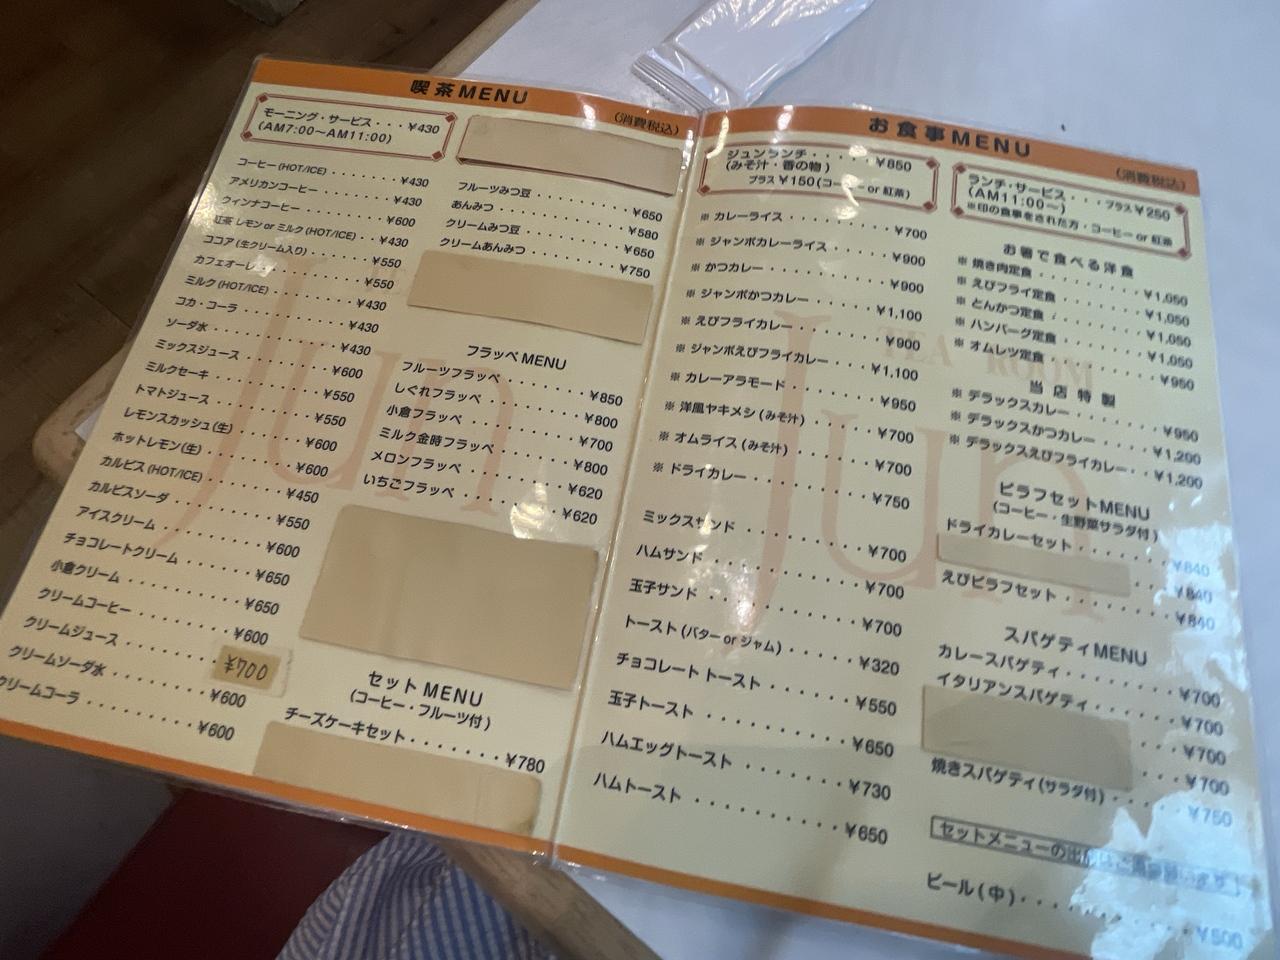 喫茶MENU
(消費税込)
モーニング・サービス・・・¥430
(AM7:00～AM11:00)
コーヒー(HOT/ICE)・・・・・・・¥430
アメリカンコーヒー・・・・・・・¥430
ウィンナコーヒー・・・・・・・・¥600
紅茶 レモン or ミルク(HOT/ICE)・・¥430
ココア(生クリーム入り)・・・・・¥550
カフェオーレ・・・・・・・・・・¥550
ミルク(HOT/ICE)・・・・・・・・¥430
コカ・コーラ・・・・・・・・・・¥430
ソーダ水・・・・・・・・・・・・¥430
ミックスジュース・・・・・・・・¥600
ミルクセーキ・・・・・・・・・・¥550
トマトジュース・・・・・・・・・¥550
レモンスカッシュ(生)・・・・・・¥600
ホットレモン(生)・・・・・・・・¥600
カルピス(HOT/ICE)・・・・・・・¥450
カルピスソーダ・・・・・・・・・¥550
アイスクリーム・・・・・・・・・¥600
チョコレートクリーム・・・・・・¥650
小倉クリーム・・・・・・・・・・¥650
クリームコーヒー・・・・・・・・¥600
クリームジュース・・・・・・・・¥700
クリームソーダ水・・・・・・・・¥600
クリームコーラ・・・・・・・・・¥600
フルーツみつ豆・・・・・・・・・¥650
あんみつ・・・・・・・・・・・・¥580
クリームみつ豆・・・・・・・・・¥650
クリームあんみつ・・・・・・・・¥750
フラッペMENU
フルーツフラッペ・・・・・・・・¥850
しぐれフラッペ・・・・・・・・・¥800
小倉フラッペ・・・・・・・・・・¥700
ミルク金時フラッペ・・・・・・・¥800
メロンフラッペ・・・・・・・・・¥620
いちごフラッペ・・・・・・・・・¥620
セットMENU
(コーヒー・フルーツ付)
チーズケーキセット・・・・・・・¥780
お食事MENU
(消費税込)
ジュンランチ・・・・・¥850
(みそ汁・香の物)
プラス¥150(コーヒー or 紅茶)
ランチ・サービス・・・・プラス¥250
(AM11:00～)
※印の食事をされた方・コーヒー or 紅茶
※ カレーライス・・・・・・・・・¥700
※ ジャンボカレーライス・・・・・¥900
※ かつカレー・・・・・・・・・・¥900
※ ジャンボかつカレー・・・・・・¥1,100
※ えびフライカレー・・・・・・・¥900
※ ジャンボえびフライカレー・・・¥1,100
※ カレーアラモード・・・・・・・¥950
※ 洋風ヤキメシ(みそ汁)・・・・・¥700
※ オムライス(みそ汁)・・・・・・¥700
※ ドライカレー・・・・・・・・・¥750
ミックスサンド・・・・・・・・・¥700
ハムサンド・・・・・・・・・・・¥700
玉子サンド・・・・・・・・・・・¥700
トースト(バター or ジャム)・・・・¥320
チョコレートトースト・・・・・・¥550
玉子トースト・・・・・・・・・・¥650
ハムエッグトースト・・・・・・・¥730
ハムトースト・・・・・・・・・・¥650
お箸で食べる洋食
※ 焼き肉定食・・・・・・・・・・¥1,050
※ えびフライ定食・・・・・・・・¥1,050
※ とんかつ定食・・・・・・・・・¥1,050
※ ハンバーグ定食・・・・・・・・¥1,050
※ オムレツ定食・・・・・・・・・¥950
当店特製
※ デラックスカレー・・・・・・・¥950
※ デラックスかつカレー・・・・・¥1,200
※ デラックスえびフライカレー・・¥1,200
ピラフセットMENU
(コーヒー・生野菜サラダ付)
ドライカレーセット・・・・・・・¥840
¥840
えびピラフセット・・・・・・・・¥840
スパゲティMENU
カレースパゲティ・・・・・・・・¥700
イタリアンスパゲティ・・・・・・¥700
・・・¥700
・・・¥700
焼きスパゲティ(サラダ付)・・・・¥750
セットメニューの出前はご遠慮願います
ビール(中)・・・・・・・・・・・¥500
TEA ROOM
Jun
Jun